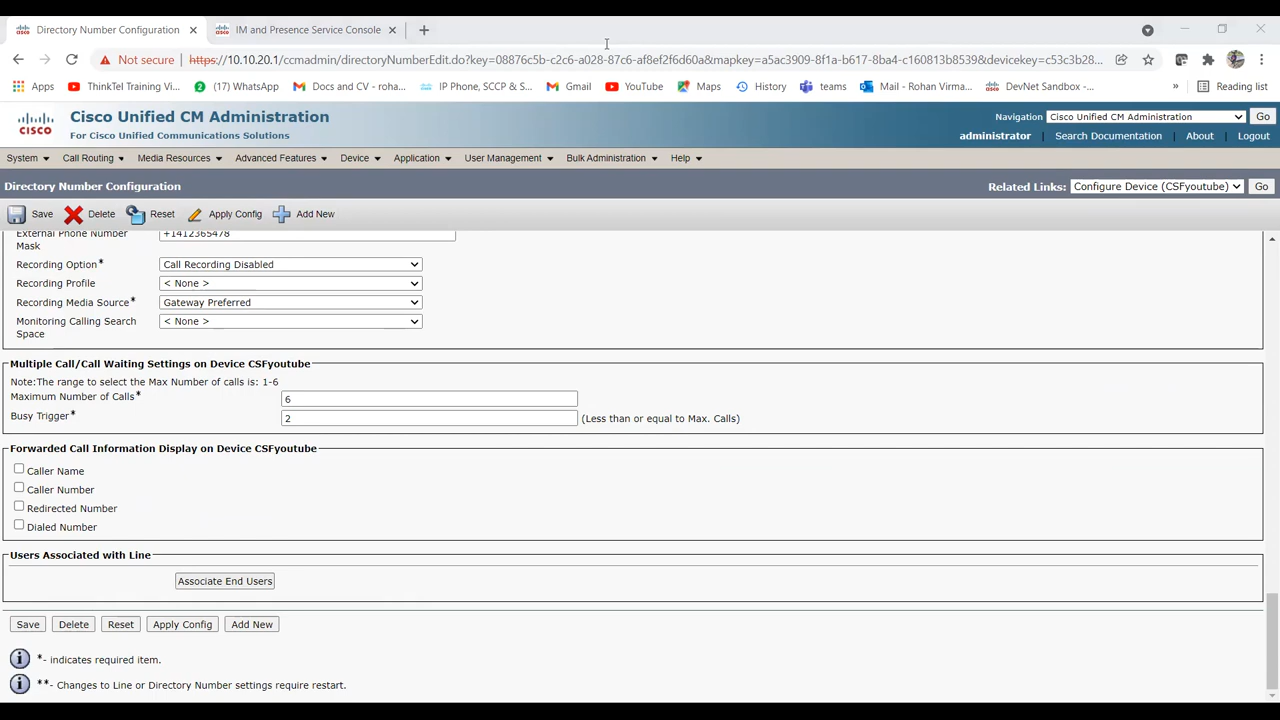 Directory Number Configuration
IM and Presence Service Console
Not secure https://10.10.20.1/ccmadmin/directoryNumberEdit.do?key=08876c5b-c2c6-a028-87c6-af8ef2f6d60a&mapkey=a5ac3909-8f1a-b617-8ba4-c160813b8539&devicekey=c53c3b28...
Apps ThinkTel Training Vi... (17) WhatsApp Docs and CV - roha... IP Phone, SCCP & S... Gmail YouTube Maps History teams Mail - Rohan Virma... DevNet Sandbox -... » Reading list
CISCO
Cisco Unified CM Administration
For Cisco Unified Communications Solutions
Navigation Cisco Unified CM Administration Go
administrator Search Documentation About Logout
System Call Routing Media Resources Advanced Features Device Application User Management Bulk Administration Help
Directory Number Configuration
Related Links: Configure Device (CSFyoutube) Go
Save Delete Reset Apply Config Add New
External Phone Number Mask +1412365478
Recording Option* Call Recording Disabled
Recording Profile < None >
Recording Media Source* Gateway Preferred
Monitoring Calling Search Space < None >
Multiple Call/Call Waiting Settings on Device CSFyoutube
Note:The range to select the Max Number of calls is: 1-6
Maximum Number of Calls* 6
Busy Trigger* 2 (Less than or equal to Max. Calls)
Forwarded Call Information Display on Device CSFyoutube
Caller Name
Caller Number
Redirected Number
Dialed Number
Users Associated with Line
Associate End Users
Save Delete Reset Apply Config Add New
*- indicates required item.
**- Changes to Line or Directory Number settings require restart.